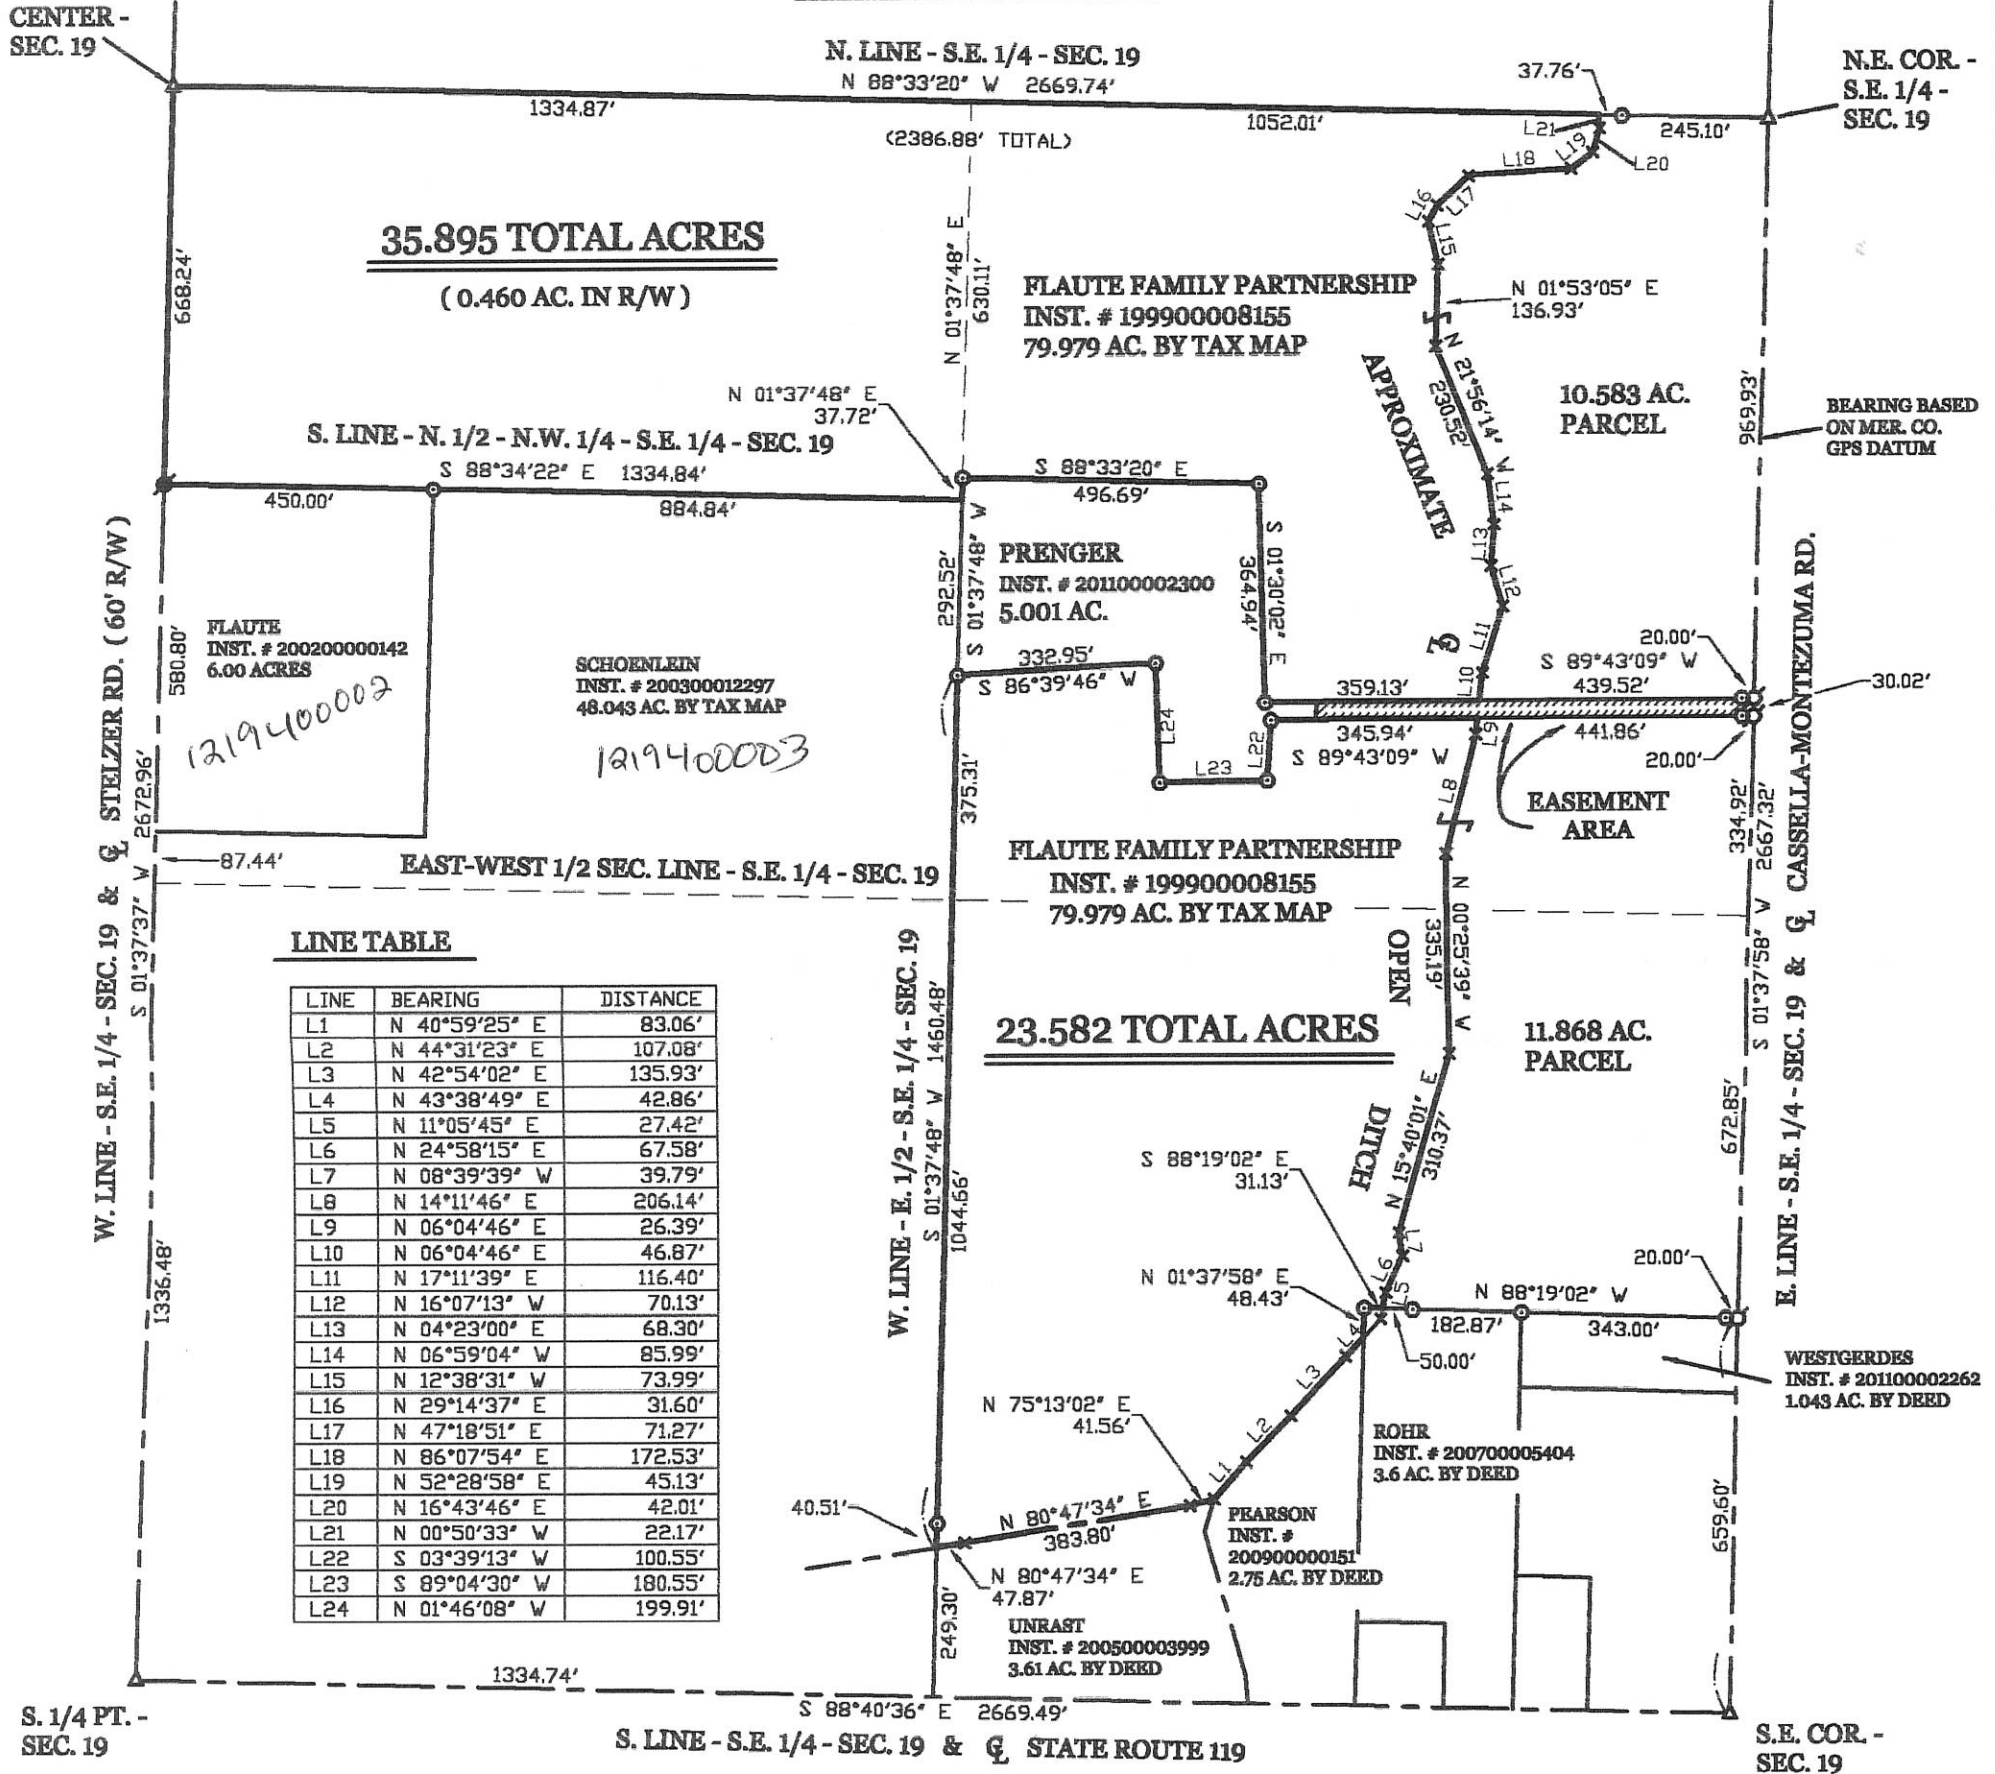 CENTER -
SEC. 19
N. LINE - S.E. 1/4 - SEC. 19
N 88°33'20" W 2669.74'
1334.87'
(2386.88' TOTAL)
1052.01'
37.76'
245.10'
N.E. COR. -
S.E. 1/4 -
SEC. 19
L21
L20
L19
L18
L17
L16
L15
35.895 TOTAL ACRES
( 0.460 AC. IN R/W )
668.24'
N 01°37'48" E
630.11'
FLAUTE FAMILY PARTNERSHIP
INST. # 199900008155
79.979 AC. BY TAX MAP
N 01°53'05" E
136.93'
N 21°56'14" W
230.52'
APPROXIMATE
10.583 AC.
PARCEL
969.93'
BEARING BASED
ON MER. CO.
GPS DATUM
N 01°37'48" E
37.72'
S. LINE - N. 1/2 - N.W. 1/4 - S.E. 1/4 - SEC. 19
S 88°34'22" E 1334.84'
450.00'
884.84'
S 88°33'20" E
496.69'
L14
L13
L12
L11
L10
292.52'
S 01°37'48" W
PRENGER
INST. # 201100002300
5.001 AC.
S 01°30'02" E
364.94'
332.95'
S 86°39'46" W
FLAUTE
INST. # 200200000142
6.00 ACRES
12194100002
580.80'
SCHOENLEIN
INST. # 200300012297
48.043 AC. BY TAX MAP
1219400003
STELZER RD. ( 60' R/W)
W. LINE - S.E. 1/4 - SEC. 19 & ℄
S 01°37'37" W 2672.96'
CL
20.00'
S 89°43'09" W
359.13'
439.52'
30.02'
345.94'
441.86'
S 89°43'09" W
20.00'
L24
L23
L22
L9
L8
EASEMENT
AREA
375.31'
334.92'
S 01°37'58" W 2667.32'
E. LINE - S.E. 1/4 - SEC. 19 & ℄ CASSELLA-MONTEZUMA RD.
87.44'
EAST-WEST 1/2 SEC. LINE - S.E. 1/4 - SEC. 19
FLAUTE FAMILY PARTNERSHIP
INST. # 199900008155
79.979 AC. BY TAX MAP
N 00°25'39" W
335.19'
OPEN
LINE TABLE
LINE BEARING DISTANCE
L1 N 40°59'25" E 83.06'
L2 N 44°31'23" E 107.08'
L3 N 42°54'02" E 135.93'
L4 N 43°38'49" E 42.86'
L5 N 11°05'45" E 27.42'
L6 N 24°58'15" E 67.58'
L7 N 08°39'39" W 39.79'
L8 N 14°11'46" E 206.14'
L9 N 06°04'46" E 26.39'
L10 N 06°04'46" E 46.87'
L11 N 17°11'39" E 116.40'
L12 N 16°07'13" W 70.13'
L13 N 04°23'00" E 68.30'
L14 N 06°59'04" W 85.99'
L15 N 12°38'31" W 73.99'
L16 N 29°14'37" E 31.60'
L17 N 47°18'51" E 71.27'
L18 N 86°07'54" E 172.53'
L19 N 52°28'58" E 45.13'
L20 N 16°43'46" E 42.01'
L21 N 00°50'33" W 22.17'
L22 S 03°39'13" W 100.55'
L23 S 89°04'30" W 180.55'
L24 N 01°46'08" W 199.91'
W. LINE - E. 1/2 - S.E. 1/4 - SEC. 19
S 01°37'48" W 1460.48'
1044.66'
23.582 TOTAL ACRES
11.868 AC.
PARCEL
672.85'
N 15°40'01" E
310.37'
DITCH
S 88°19'02" E
31.13'
N 01°37'58" E
48.43'
L7
L6
L5
L4
L3
L2
L1
20.00'
N 88°19'02" W
182.87'
343.00'
50.00'
WESTGERDES
INST. # 201100002262
1.043 AC. BY DEED
ROHR
INST. # 200700005404
3.6 AC. BY DEED
N 75°13'02" E
41.56'
40.51'
N 80°47'34" E
383.80'
PEARSON
INST. #
200900000151
2.75 AC. BY DEED
N 80°47'34" E
47.87'
UNRAST
INST. # 200500003999
3.61 AC. BY DEED
249.30'
1336.48'
659.60'
1334.74'
S 88°40'36" E 2669.49'
S. LINE - S.E. 1/4 - SEC. 19 & ℄ STATE ROUTE 119
S. 1/4 PT. -
SEC. 19
S.E. COR. -
SEC. 19